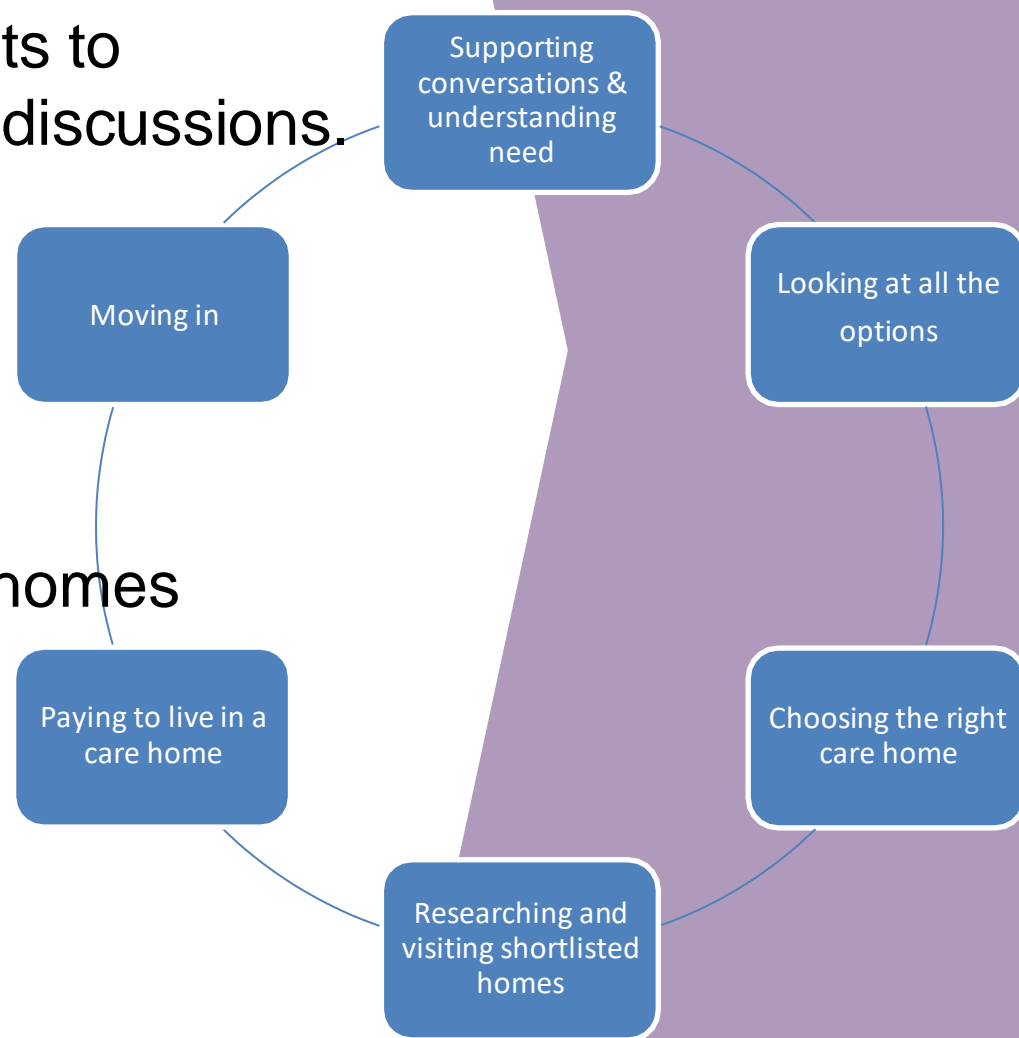 ts to
discussions.
homes
Supporting
conversations &
understanding
need
Looking at all the
options
Choosing the right
care home
Researching and
visiting shortlisted
homes
Paying to live in a
care home
Moving in